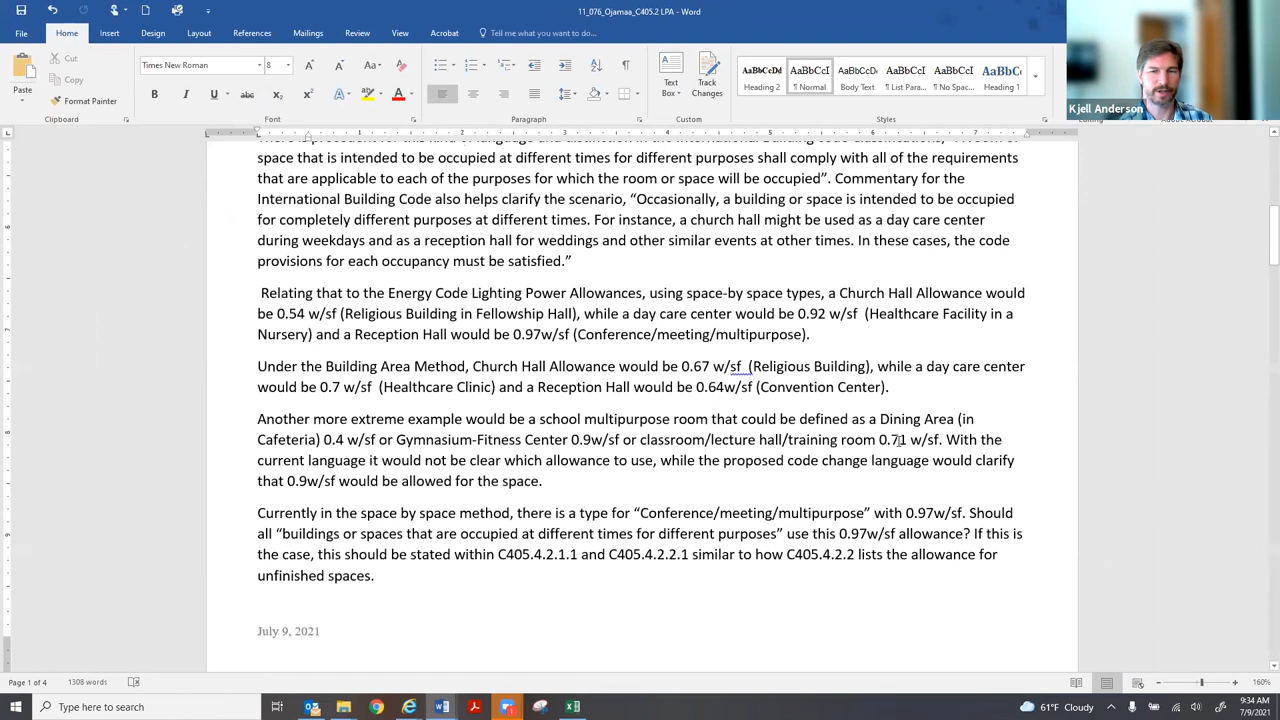 11_076_Ojamaa_C405.2 LPA - Word
File Home Insert Design Layout References Mailings Review View Acrobat Tell me what you want to do...
Paste
Cut
Copy
Format Painter
Clipboard
Times New Roman 8
Font
Paragraph
Text Box
Track Changes
Custom
AaBbCcDd AaBbCcI AaBbCcDd AaBbCcI AaBbCcI AaBbC
Heading 2 ¶ Normal Body Text ¶ List Para... ¶ No Spac... Heading 1
Styles
Editing
Kjell Anderson
1 2 3 4 5 6 7
space that is intended to be occupied at different times for different purposes shall comply with all of the requirements
that are applicable to each of the purposes for which the room or space will be occupied”. Commentary for the
International Building Code also helps clarify the scenario, “Occasionally, a building or space is intended to be occupied
for completely different purposes at different times. For instance, a church hall might be used as a day care center
during weekdays and as a reception hall for weddings and other similar events at other times. In these cases, the code
provisions for each occupancy must be satisfied.”
Relating that to the Energy Code Lighting Power Allowances, using space-by space types, a Church Hall Allowance would
be 0.54 w/sf (Religious Building in Fellowship Hall), while a day care center would be 0.92 w/sf (Healthcare Facility in a
Nursery) and a Reception Hall would be 0.97w/sf (Conference/meeting/multipurpose).
Under the Building Area Method, Church Hall Allowance would be 0.67 w/sf (Religious Building), while a day care center
would be 0.7 w/sf (Healthcare Clinic) and a Reception Hall would be 0.64w/sf (Convention Center).
Another more extreme example would be a school multipurpose room that could be defined as a Dining Area (in
Cafeteria) 0.4 w/sf or Gymnasium-Fitness Center 0.9w/sf or classroom/lecture hall/training room 0.71 w/sf. With the
current language it would not be clear which allowance to use, while the proposed code change language would clarify
that 0.9w/sf would be allowed for the space.
Currently in the space by space method, there is a type for “Conference/meeting/multipurpose” with 0.97w/sf. Should
all “buildings or spaces that are occupied at different times for different purposes” use this 0.97w/sf allowance? If this is
the case, this should be stated within C405.4.2.1.1 and C405.4.2.2.1 similar to how C405.4.2.2 lists the allowance for
unfinished spaces.
July 9, 2021
Page 1 of 4 1308 words 160%
Type here to search
61°F Cloudy
9:34 AM
7/9/2021